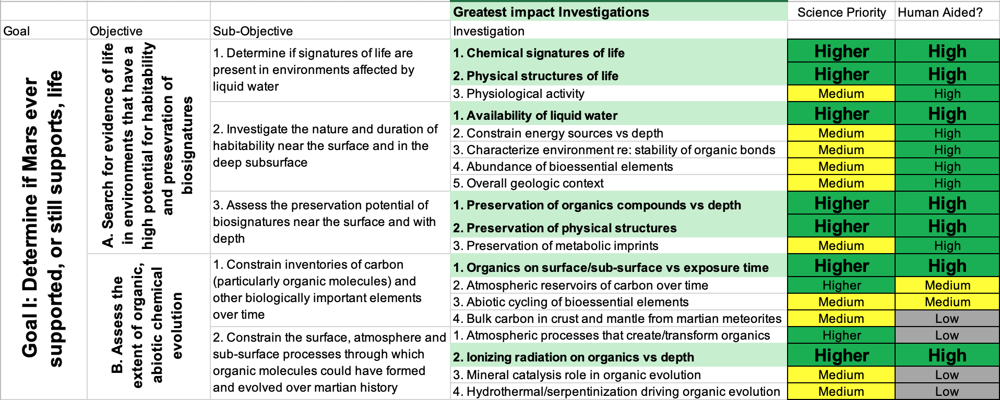 Greatest impact Investigations Science Priority Human Aided?
Goal Objective Sub-Objective Investigation
Goal I: Determine if Mars ever
supported, or still supports, life
A. Search for evidence of life
in environments that have a
high potential for habitability
and presevration of
biosignatures
1. Determine if signatures of life are
present in environments affected by
liquid water
1. Chemical signatures of life Higher High
2. Physical structures of life Higher High
3. Physiological activity Medium High
2. Investigate the nature and duration of
habitability near the surface and in the
deep subsurface
1. Availability of liquid water Higher High
2. Constrain energy sources vs depth Medium High
3. Characterize environment re: stability of organic bonds Medium High
4. Abundance of bioessential elements Medium High
5. Overall geologic context Medium High
3. Assess the preservation potential of
biosignatures near the surface and with
depth
1. Preservation of organics compounds vs depth Higher High
2. Preservation of physical structures Higher High
3. Preservation of metabolic imprints Medium High
B. Assess the
extent of organic,
abiotic chemical
evolution
1. Constrain inventories of carbon
(particularly organic molecules) and
other biologically important elements
over time
1. Organics on surface/sub-surface vs exposure time Higher High
2. Atmospheric reservoirs of carbon over time Higher Medium
3. Abiotic cycling of bioessential elements Medium Medium
4. Bulk carbon in crust and mantle from martian meteorites Medium Low
2. Constrain the surface, atmosphere and
sub-surface processes through which
organic molecules could have formed
and evolved over martian history
1. Atmospheric processes that create/transform organics Higher Low
2. Ionizing radiation on organics vs depth Higher High
3. Mineral catalysis role in organic evolution Medium Low
4. Hydrothermal/serpentinization driving organic evolution Medium Low